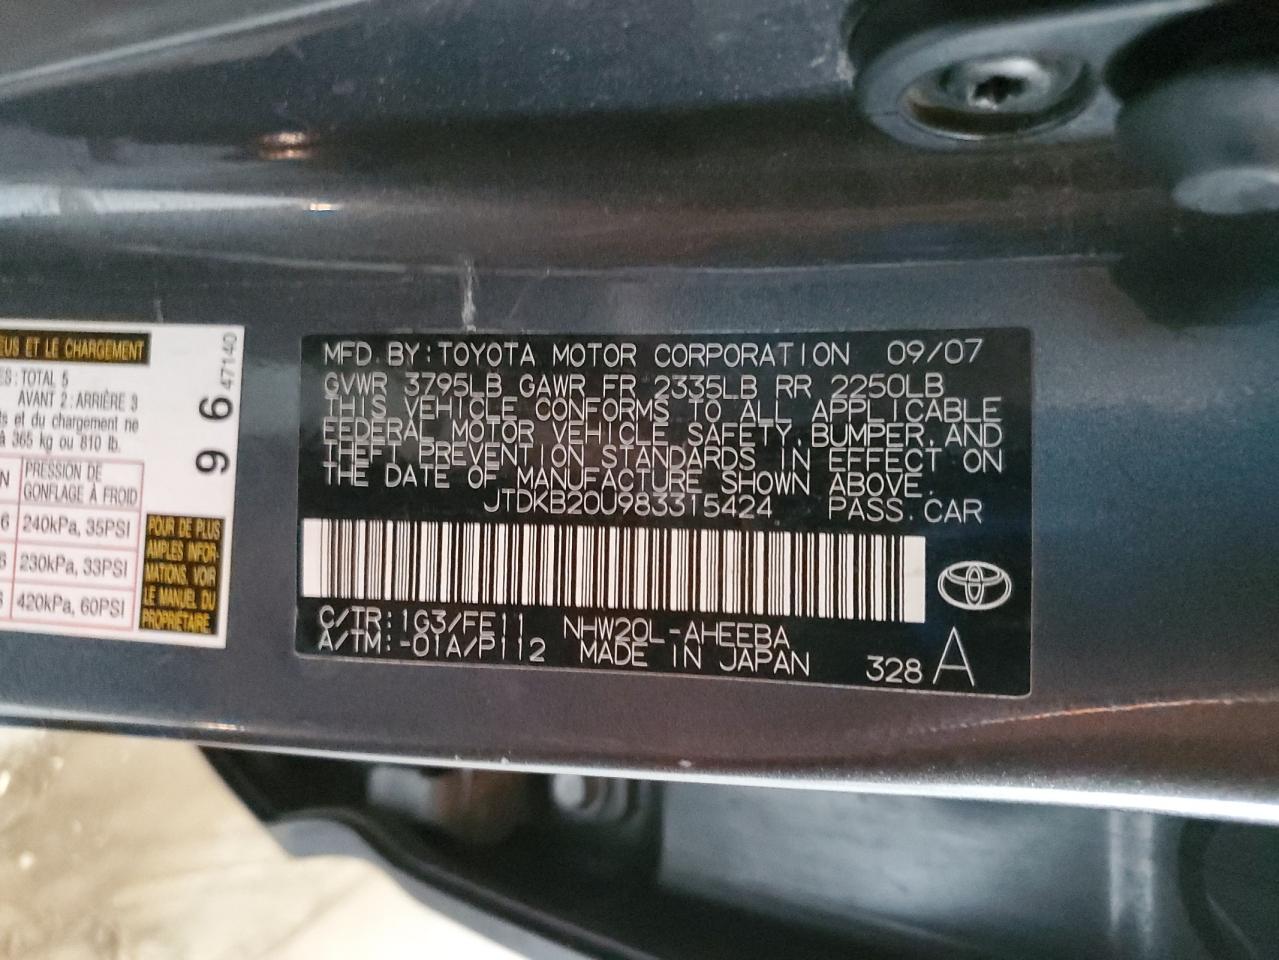 EUS ET LE CHARGEMENT
ES : TOTAL 5
AVANT 2 : ARRIÈRE 3
ts et du chargement ne
à 365 kg ou 810 lb.
N PRESSION DE
GONFLAGE À FROID
6 240kPa, 35PSI
6 230kPa, 33PSI
6 420kPa, 60PSI
POUR DE PLUS
AMPLES INFOR-
MATIONS, VOIR
LE MANUEL DU
PROPRIÉTAIRE
96
47140
MFD. BY: TOYOTA MOTOR CORPORATION 09/07
GVWR 3795LB GAWR FR 2335LB RR 2250LB
THIS VEHICLE CONFORMS TO ALL APPLICABLE
FEDERAL MOTOR VEHICLE SAFETY, BUMPER, AND
THEFT PREVENTION STANDARDS IN EFFECT ON
THE DATE OF MANUFACTURE SHOWN ABOVE.
JTDKB20U983315424 PASS. CAR
C/TR: 1G3/FE11 NHW20L-AHEEBA
A/TM: -01A/P112 MADE IN JAPAN 328 A